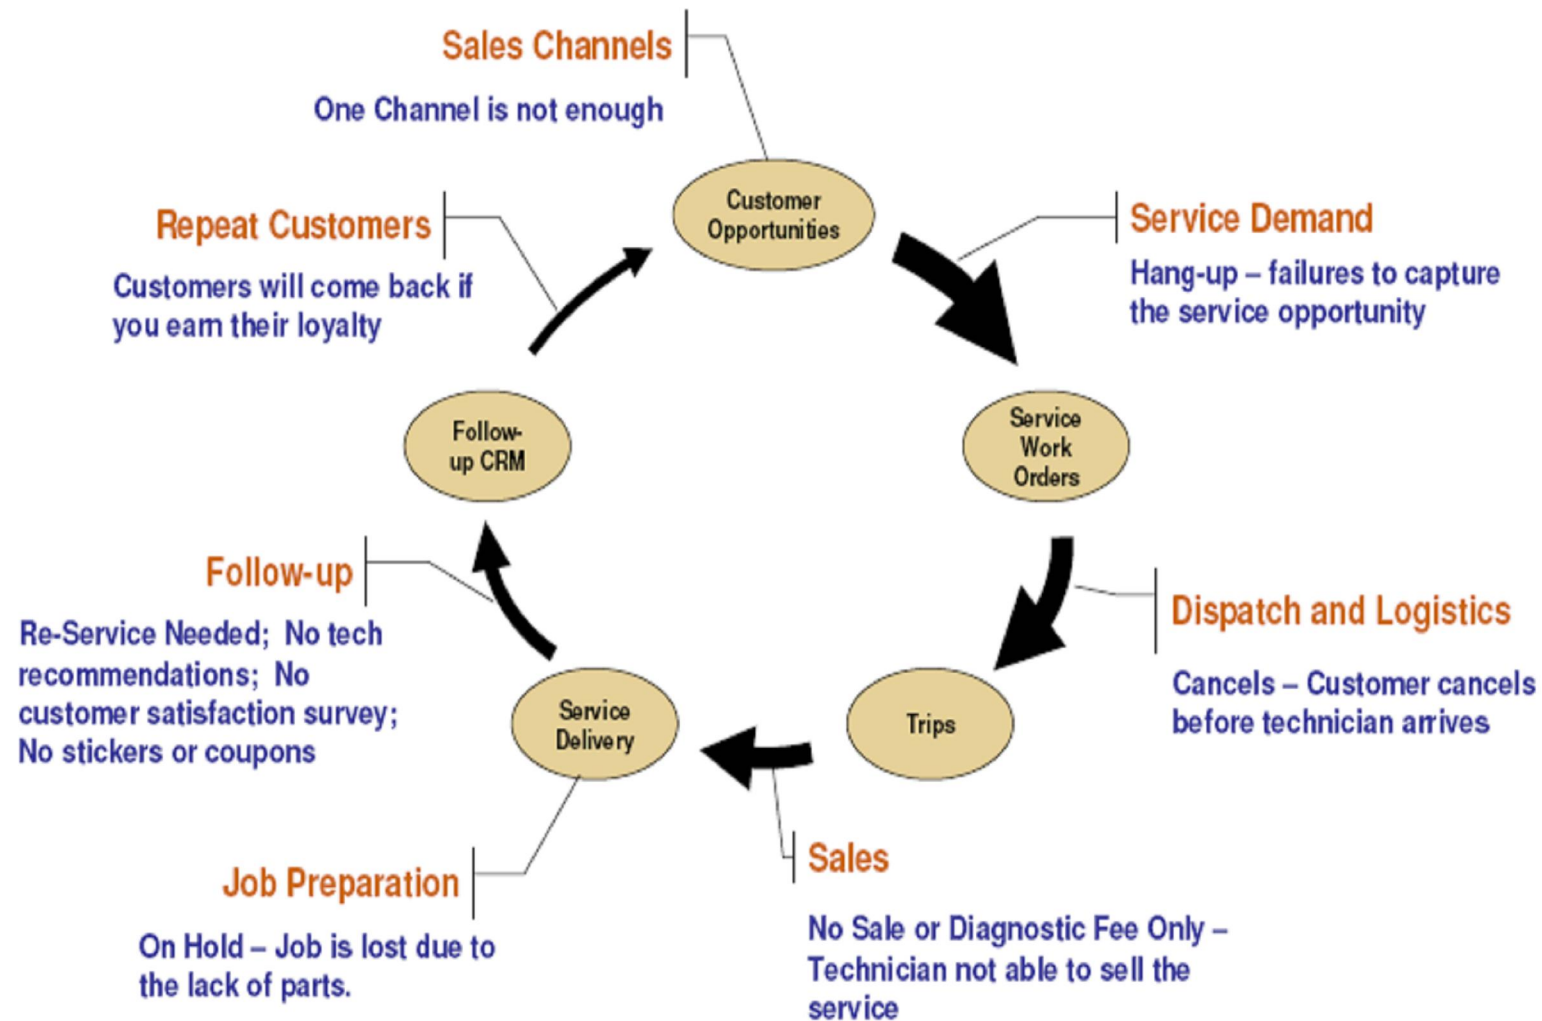 Sales Channels
One Channel is not enough
Customer
Opportunities
Repeat Customers
Customers will come back if
you earn their loyalty
Service Demand
Hang-up – failures to capture
the service opportunity
Follow-
up CRM
Service
Work
Orders
Follow-up
Re-Service Needed; No tech
recommendations; No
customer satisfaction survey;
No stickers or coupons
Dispatch and Logistics
Cancels – Customer cancels
before technician arrives
Service
Delivery
Trips
Job Preparation
On Hold – Job is lost due to
the lack of parts.
Sales
No Sale or Diagnostic Fee Only –
Technician not able to sell the
service